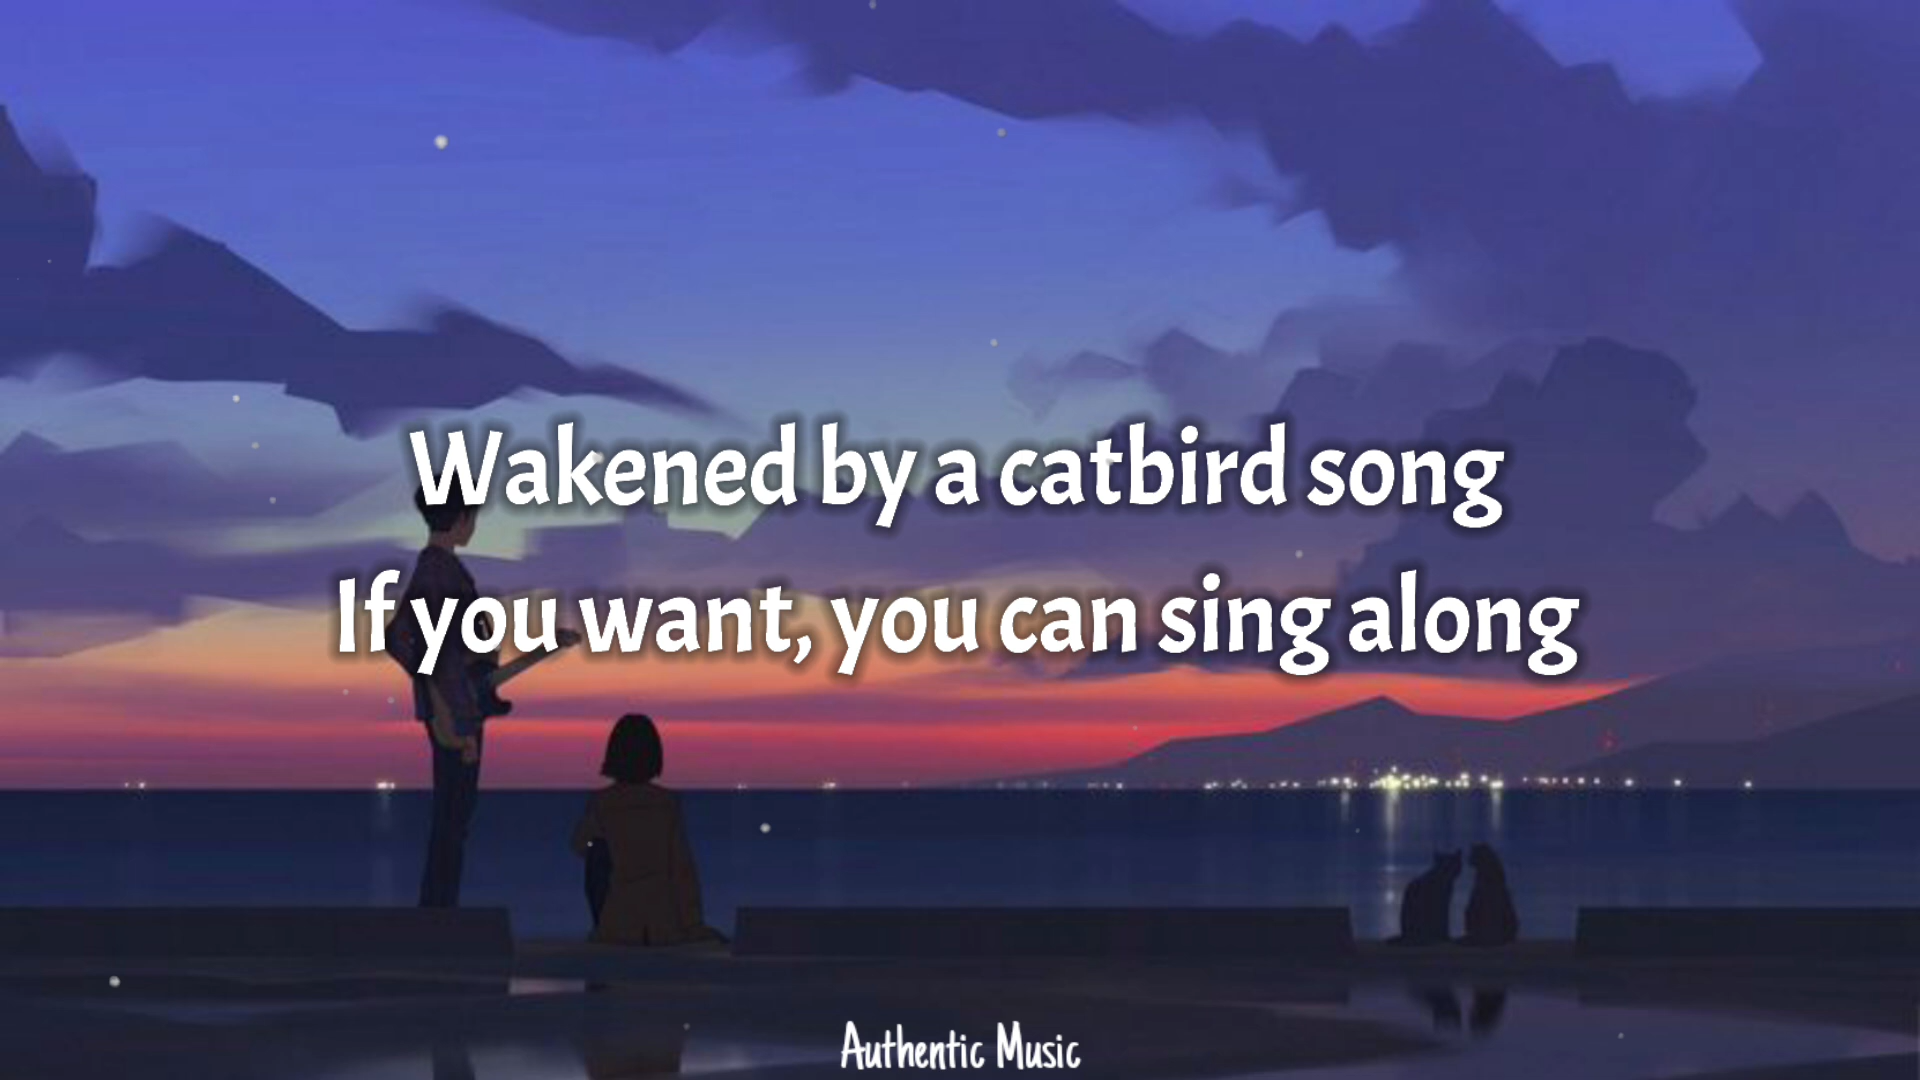 Wakened by a catbird song
If you want, you can sing along
Authentic Music